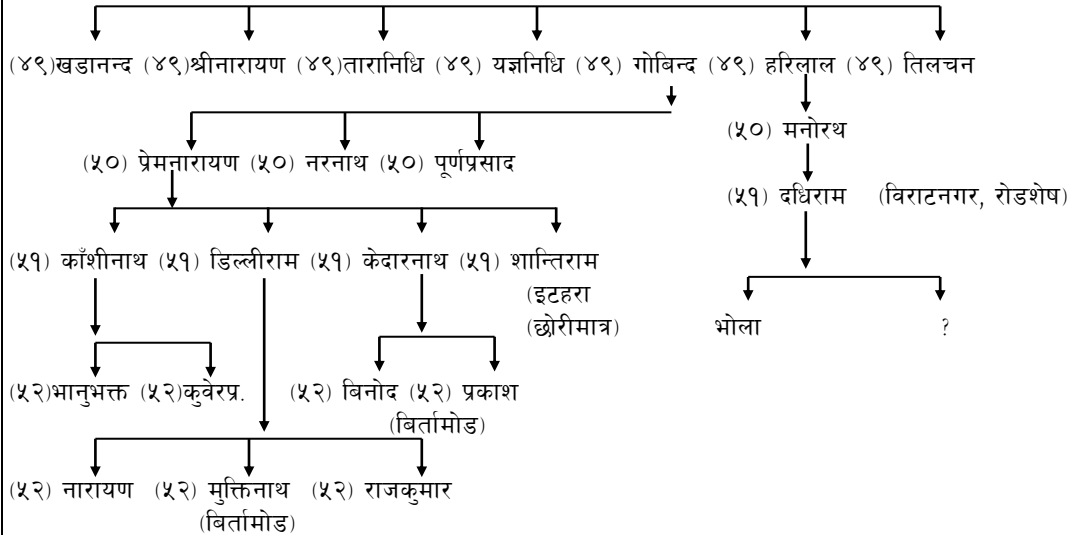 (४९)खडानन्द (४९)श्रीनारायण (४९)तारानिधि (४९) यज्ञनिधि (४९) गोबिन्द (४९) हरिलाल (४९) तिलचन
(५०) मनोरथ
(५०) प्रेमनारायण (५०) नरनाथ (५०) पूर्णप्रसाद
(५१) दधिराम (विराटनगर, रोडशेष)
(५१) काँशीनाथ (५१) डिल्लीराम (५१) केदारनाथ (५१) शान्तिराम
(इटहरा
(छोरीमात्र)
भोला ?
(५२)भानुभक्त (५२)कुवेरप्र. (५२) बिनोद (५२) प्रकाश
(बिर्तामोड)
(५२) नारायण (५२) मुक्तिनाथ (५२) राजकुमार
(बिर्तामोड)